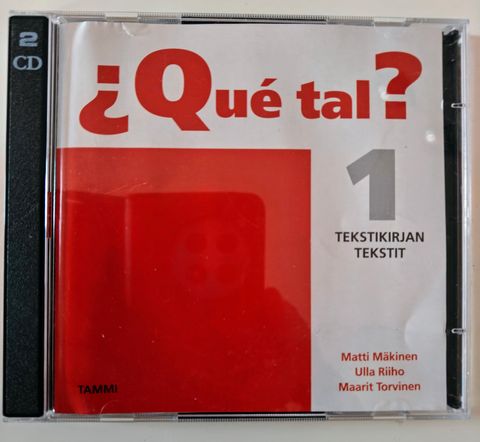 2
CD
¿Qué tal?
1
TEKSTIKIRJAN
TEKSTIT
Matti Mäkinen
Ulla Riiho
Maarit Torvinen
TAMMI